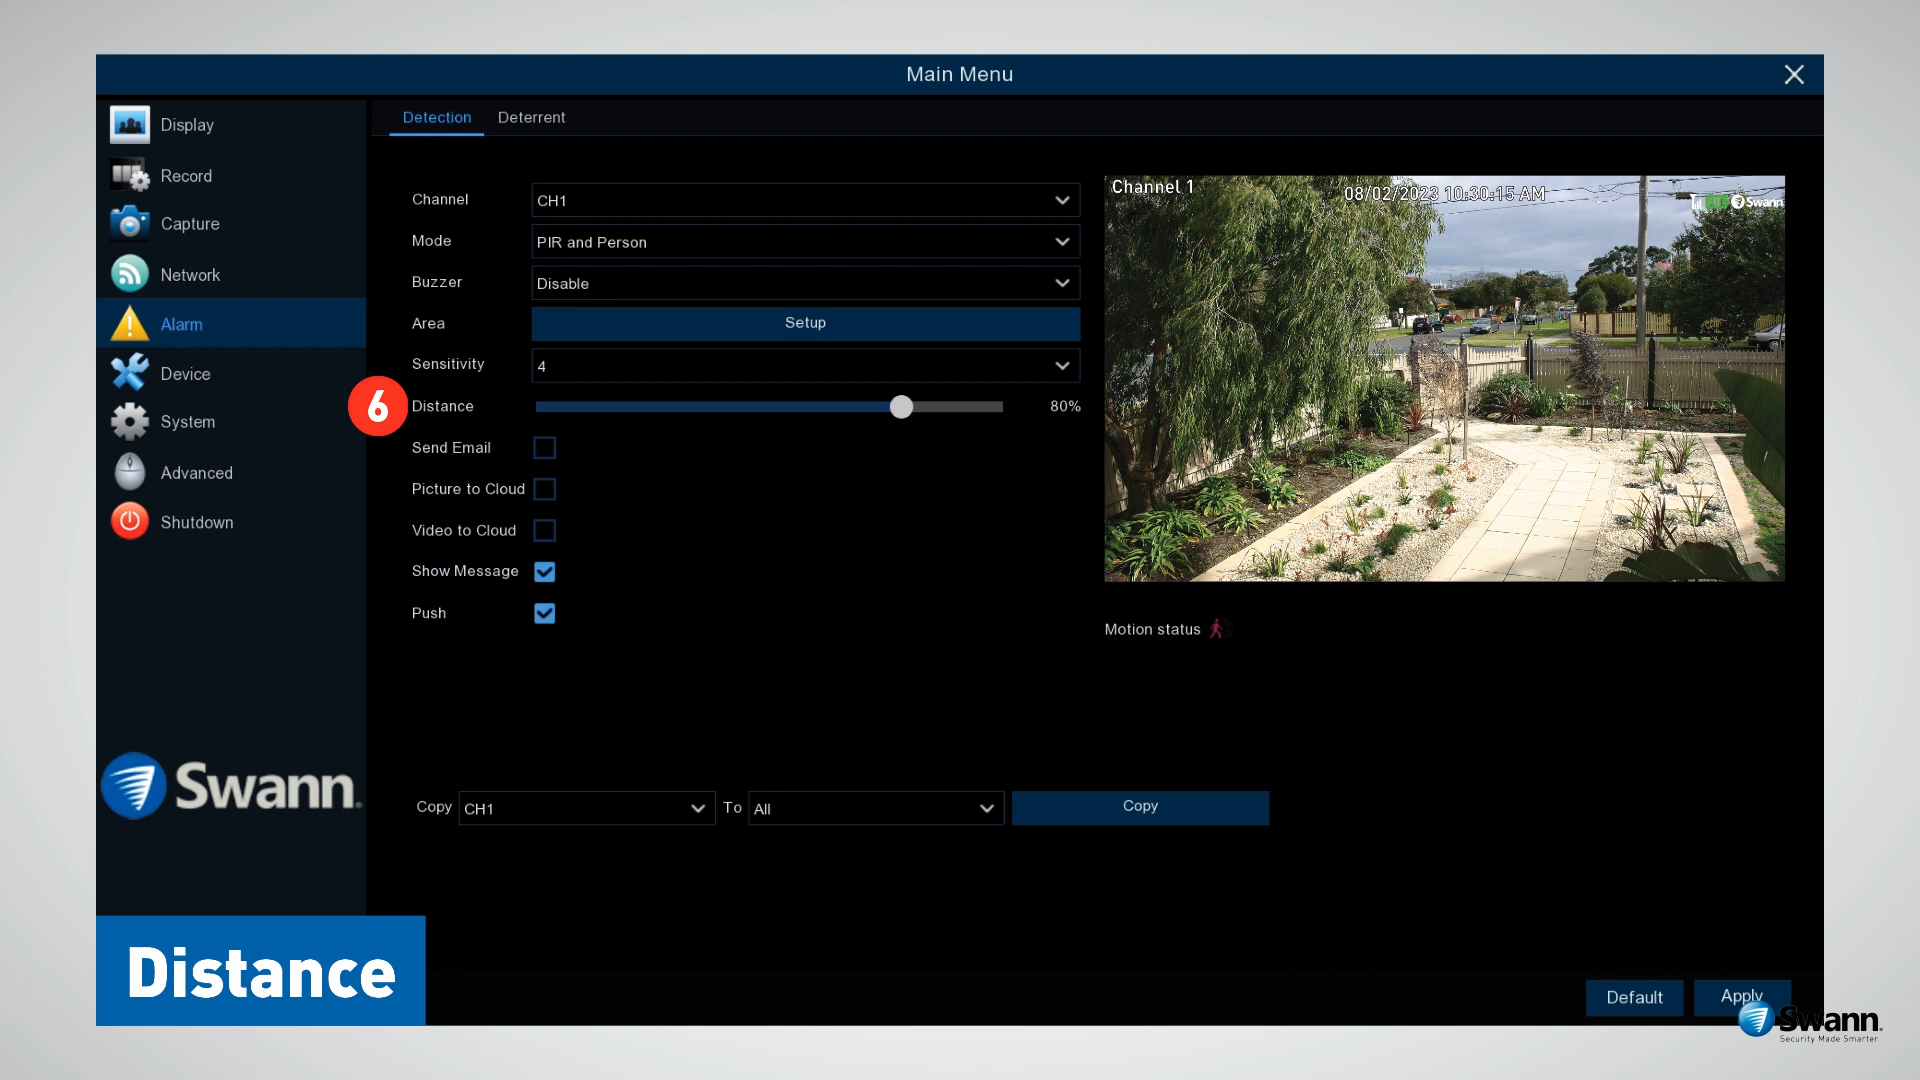 Main Menu
Display
Record
Capture
Network
Alarm
Device
System
Advanced
Shutdown
Swann.
Detection Deterrent
Channel CH1
Mode PIR and Person
Buzzer Disable
Area Setup
Sensitivity 4
6 Distance 80%
Send Email
Picture to Cloud
Video to Cloud
Show Message
Push
Channel 1 08/02/2023 10:30:15 AM
Swann
Motion status
Copy CH1 To All Copy
Distance
Default Apply
Swann.
Security Made Smarter